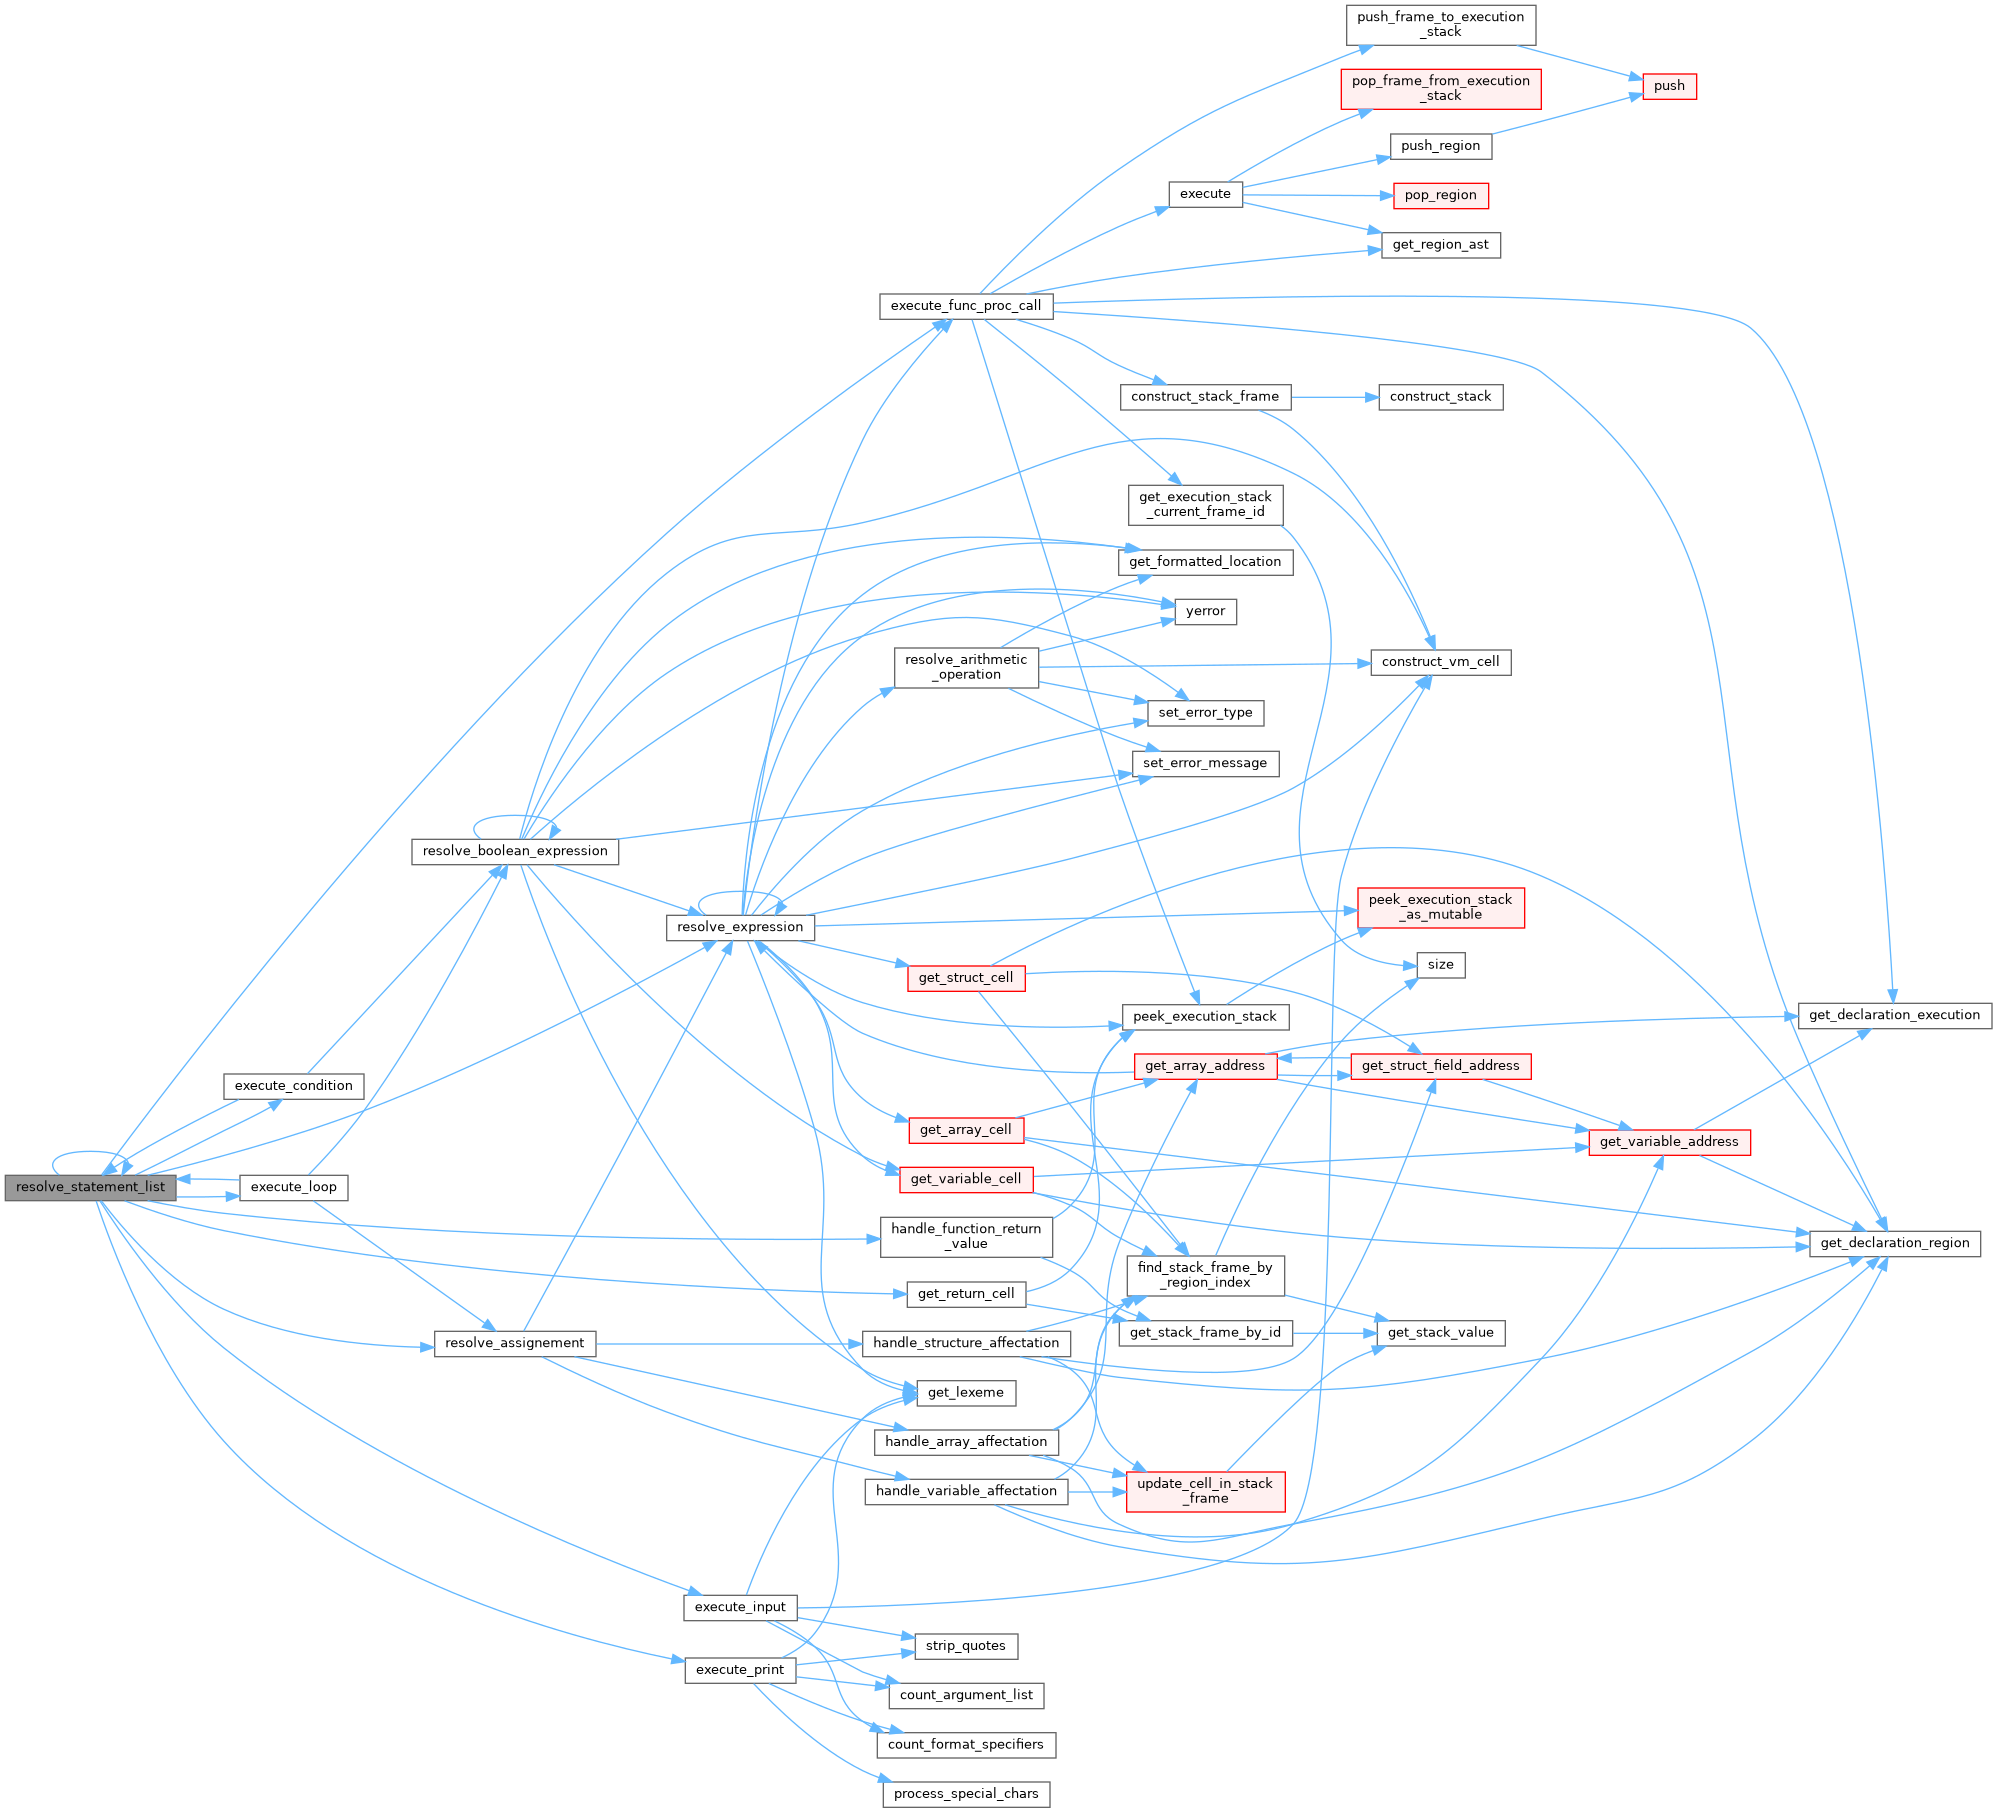 push_frame_to_execution
_stack
pop_frame_from_execution
_stack
push
push_region
execute
pop_region
get_region_ast
execute_func_proc_call
construct_stack_frame
construct_stack
get_execution_stack
_current_frame_id
get_formatted_location
yerror
resolve_arithmetic
_operation
construct_vm_cell
set_error_type
set_error_message
resolve_boolean_expression
peek_execution_stack
_as_mutable
resolve_expression
get_struct_cell
size
peek_execution_stack
get_declaration_execution
get_array_address
get_struct_field_address
execute_condition
get_array_cell
get_variable_address
resolve_statement_list
execute_loop
get_variable_cell
handle_function_return
_value
get_declaration_region
find_stack_frame_by
_region_index
get_return_cell
get_stack_frame_by_id
get_stack_value
resolve_assignement
handle_structure_affectation
get_lexeme
handle_array_affectation
handle_variable_affectation
update_cell_in_stack
_frame
execute_input
strip_quotes
execute_print
count_argument_list
count_format_specifiers
process_special_chars